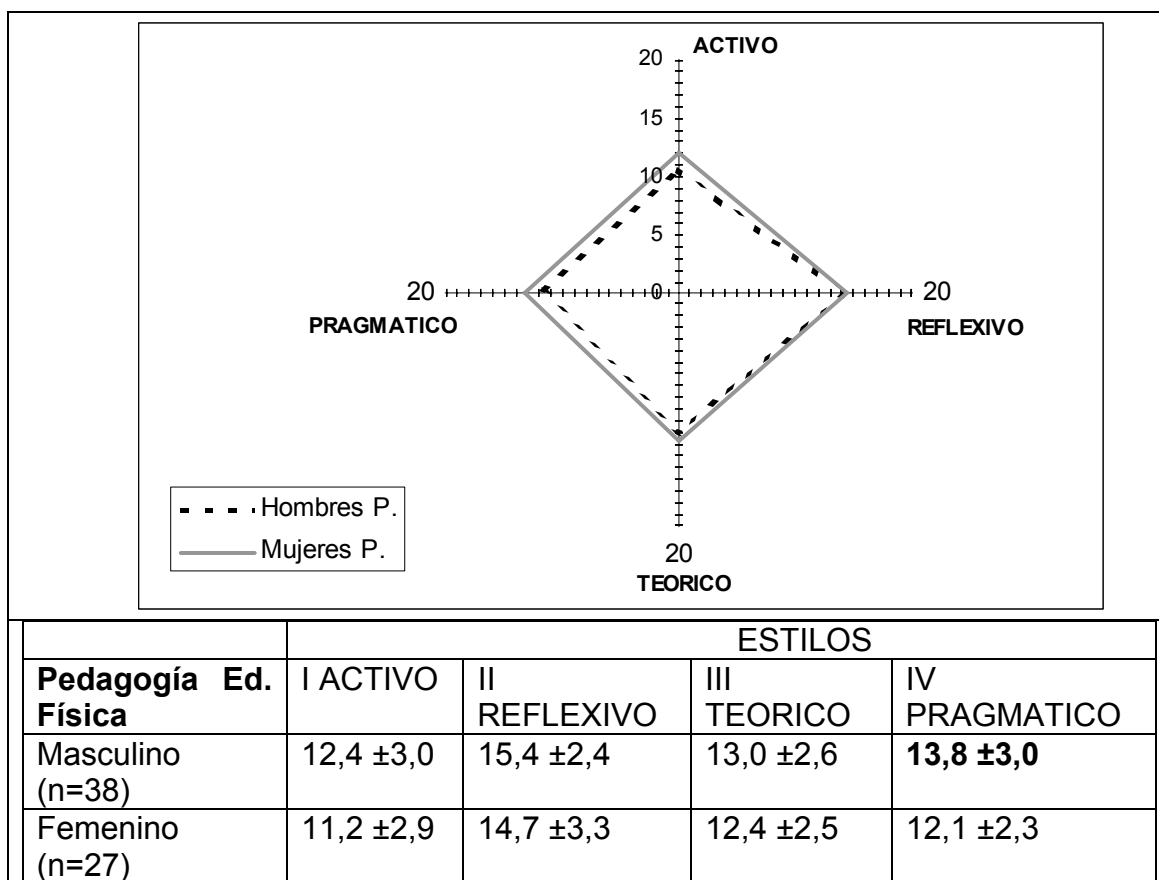 20
ACTIVO
15
10
5
20
0
20
PRAGMATICO
REFLEXIVO
Hombres P.
Mujeres P.
20
TEORICO
ESTILOS
Pedagogía Ed. Física
I ACTIVO
II REFLEXIVO
III TEORICO
IV PRAGMATICO
Masculino (n=38)
12,4 ±3,0
15,4 ±2,4
13,0 ±2,6
13,8 ±3,0
Femenino (n=27)
11,2 ±2,9
14,7 ±3,3
12,4 ±2,5
12,1 ±2,3